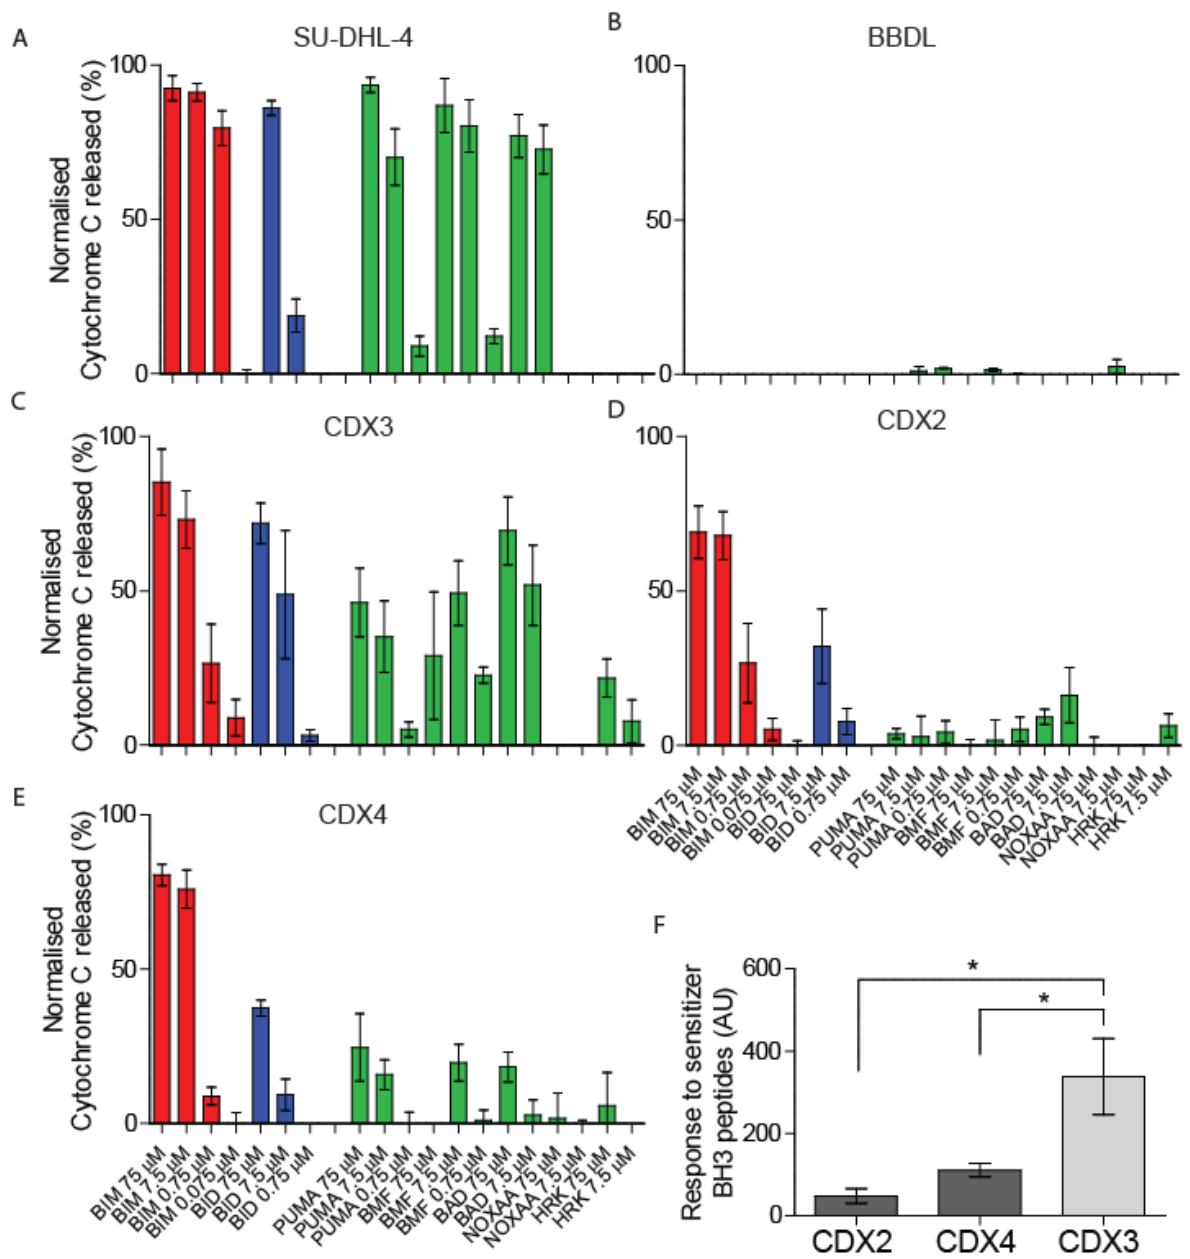 A
SU-DHL-4
Normalised
Cytochrome C released (%)
100
50
0
B
BBDL
100
50
0
C
CDX3
Normalised
Cytochrome C released (%)
100
50
0
D
CDX2
100
50
0
BIM 75 µM
BIM 7.5 µM
BIM 0.75 µM
BIM 0.075 µM
BID 75 µM
BID 7.5 µM
BID 0.75 µM
PUMA 75 µM
PUMA 7.5 µM
PUMA 0.75 µM
BMF 75 µM
BMF 7.5 µM
BMF 0.75 µM
BAD 75 µM
BAD 7.5 µM
NOXAA 75 µM
NOXAA 7.5 µM
HRK 75 µM
HRK 7.5 µM
E
CDX4
Normalised
Cytochrome C released (%)
100
50
0
BIM 75 µM
BIM 7.5 µM
BIM 0.75 µM
BIM 0.075 µM
BID 75 µM
BID 7.5 µM
BID 0.75 µM
PUMA 75 µM
PUMA 7.5 µM
PUMA 0.75 µM
BMF 75 µM
BMF 7.5 µM
BMF 0.75 µM
BAD 75 µM
BAD 7.5 µM
NOXAA 75 µM
NOXAA 7.5 µM
HRK 75 µM
HRK 7.5 µM
F
Response to sensitizer
BH3 peptides (AU)
600
400
200
0
*
*
CDX2 CDX4 CDX3